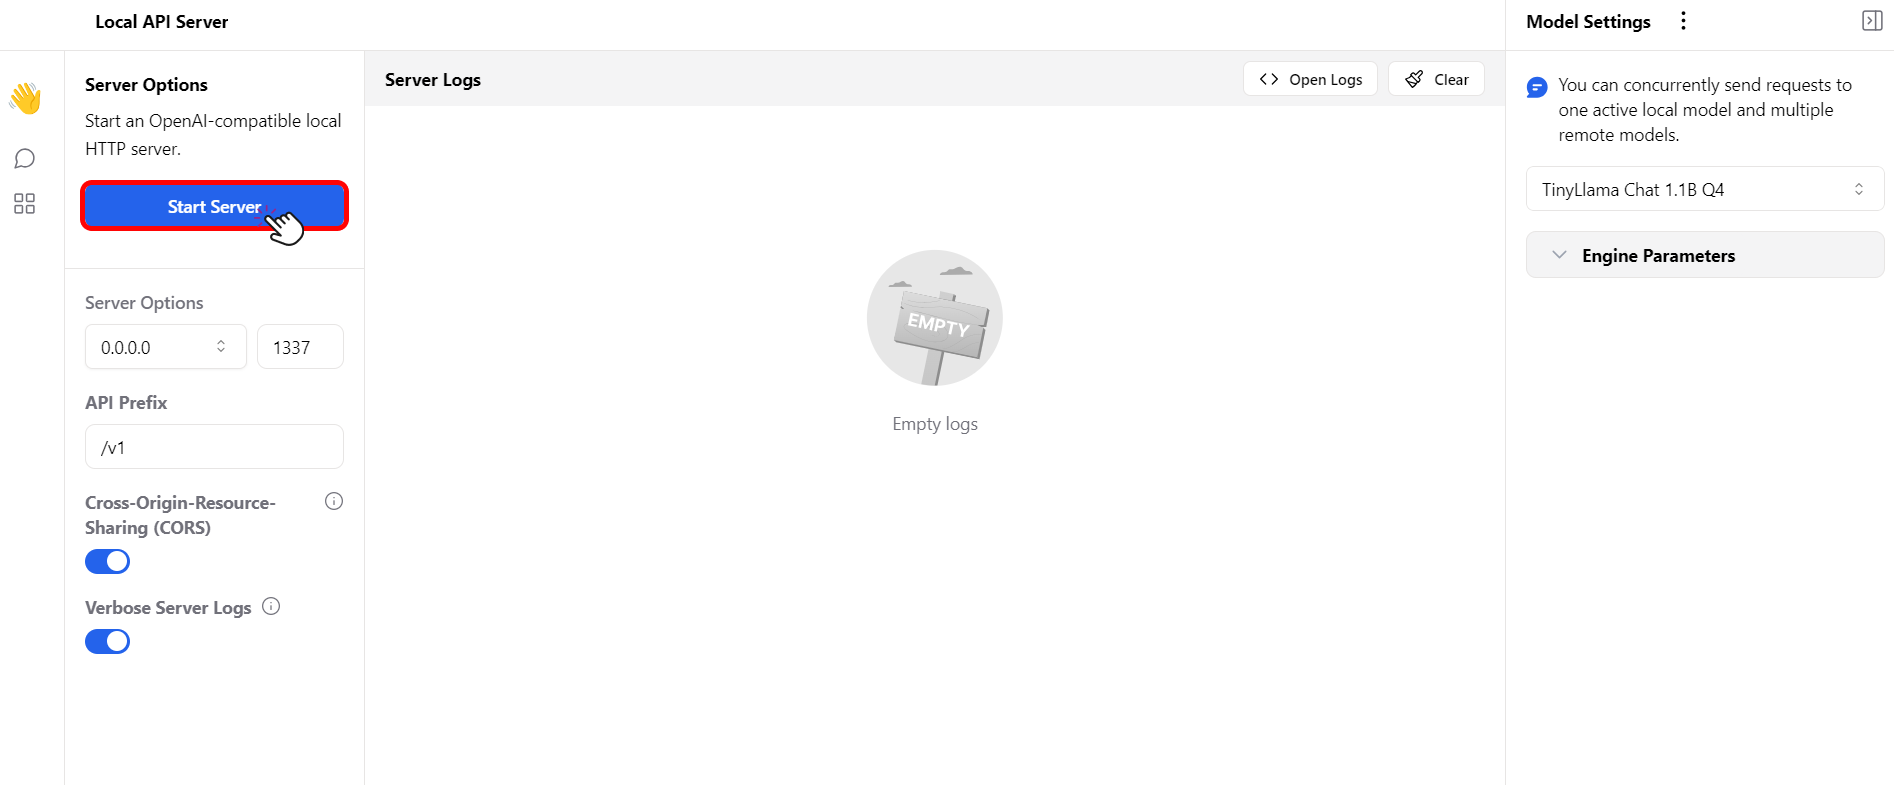 Local API Server
Model Settings
Server Options
Start an OpenAI-compatible local
HTTP server.
Start Server
Server Options
0.0.0.0
1337
API Prefix
/v1
Cross-Origin-Resource-
Sharing (CORS)
Verbose Server Logs
Server Logs
Open Logs
Clear
EMPTY
Empty logs
You can concurrently send requests to
one active local model and multiple
remote models.
TinyLlama Chat 1.1B Q4
Engine Parameters